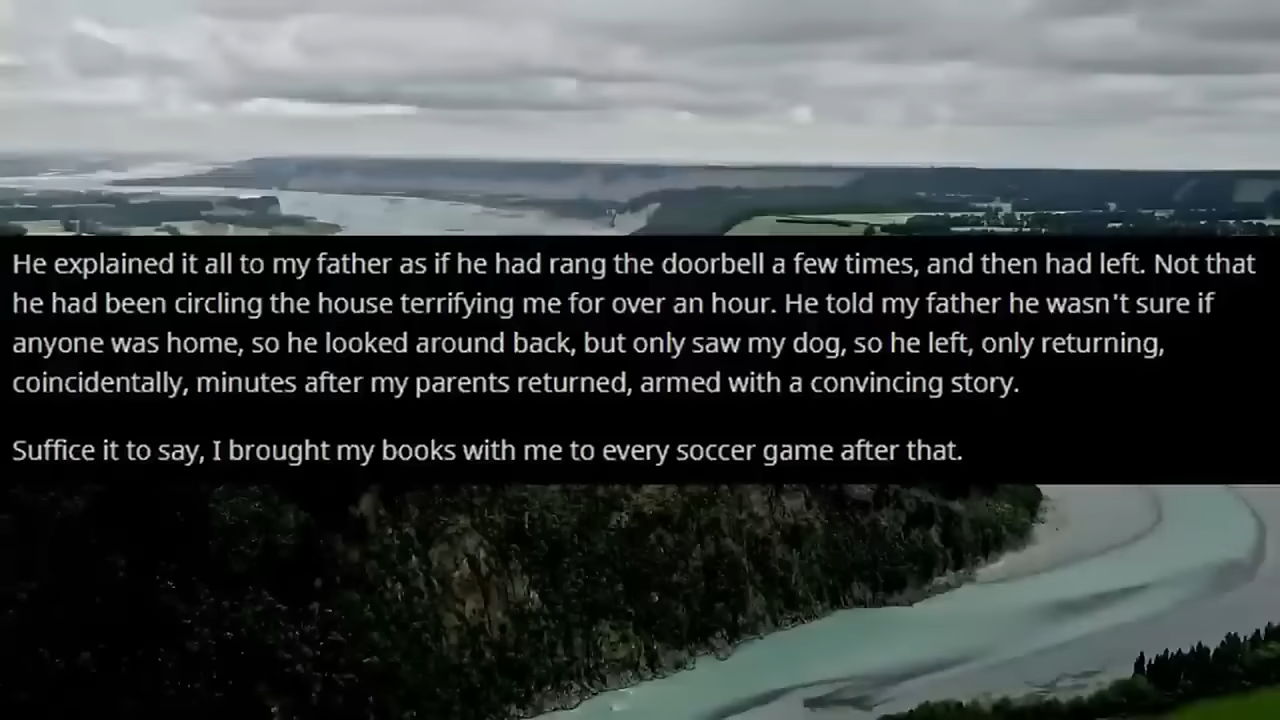 He explained it all to my father as if he had rang the doorbell a few times, and then had left. Not that
he had been circling the house terrifying me for over an hour. He told my father he wasn't sure if
anyone was home, so he looked around back, but only saw my dog, so he left, only returning,
coincidentally, minutes after my parents returned, armed with a convincing story.
Suffice it to say, I brought my books with me to every soccer game after that.